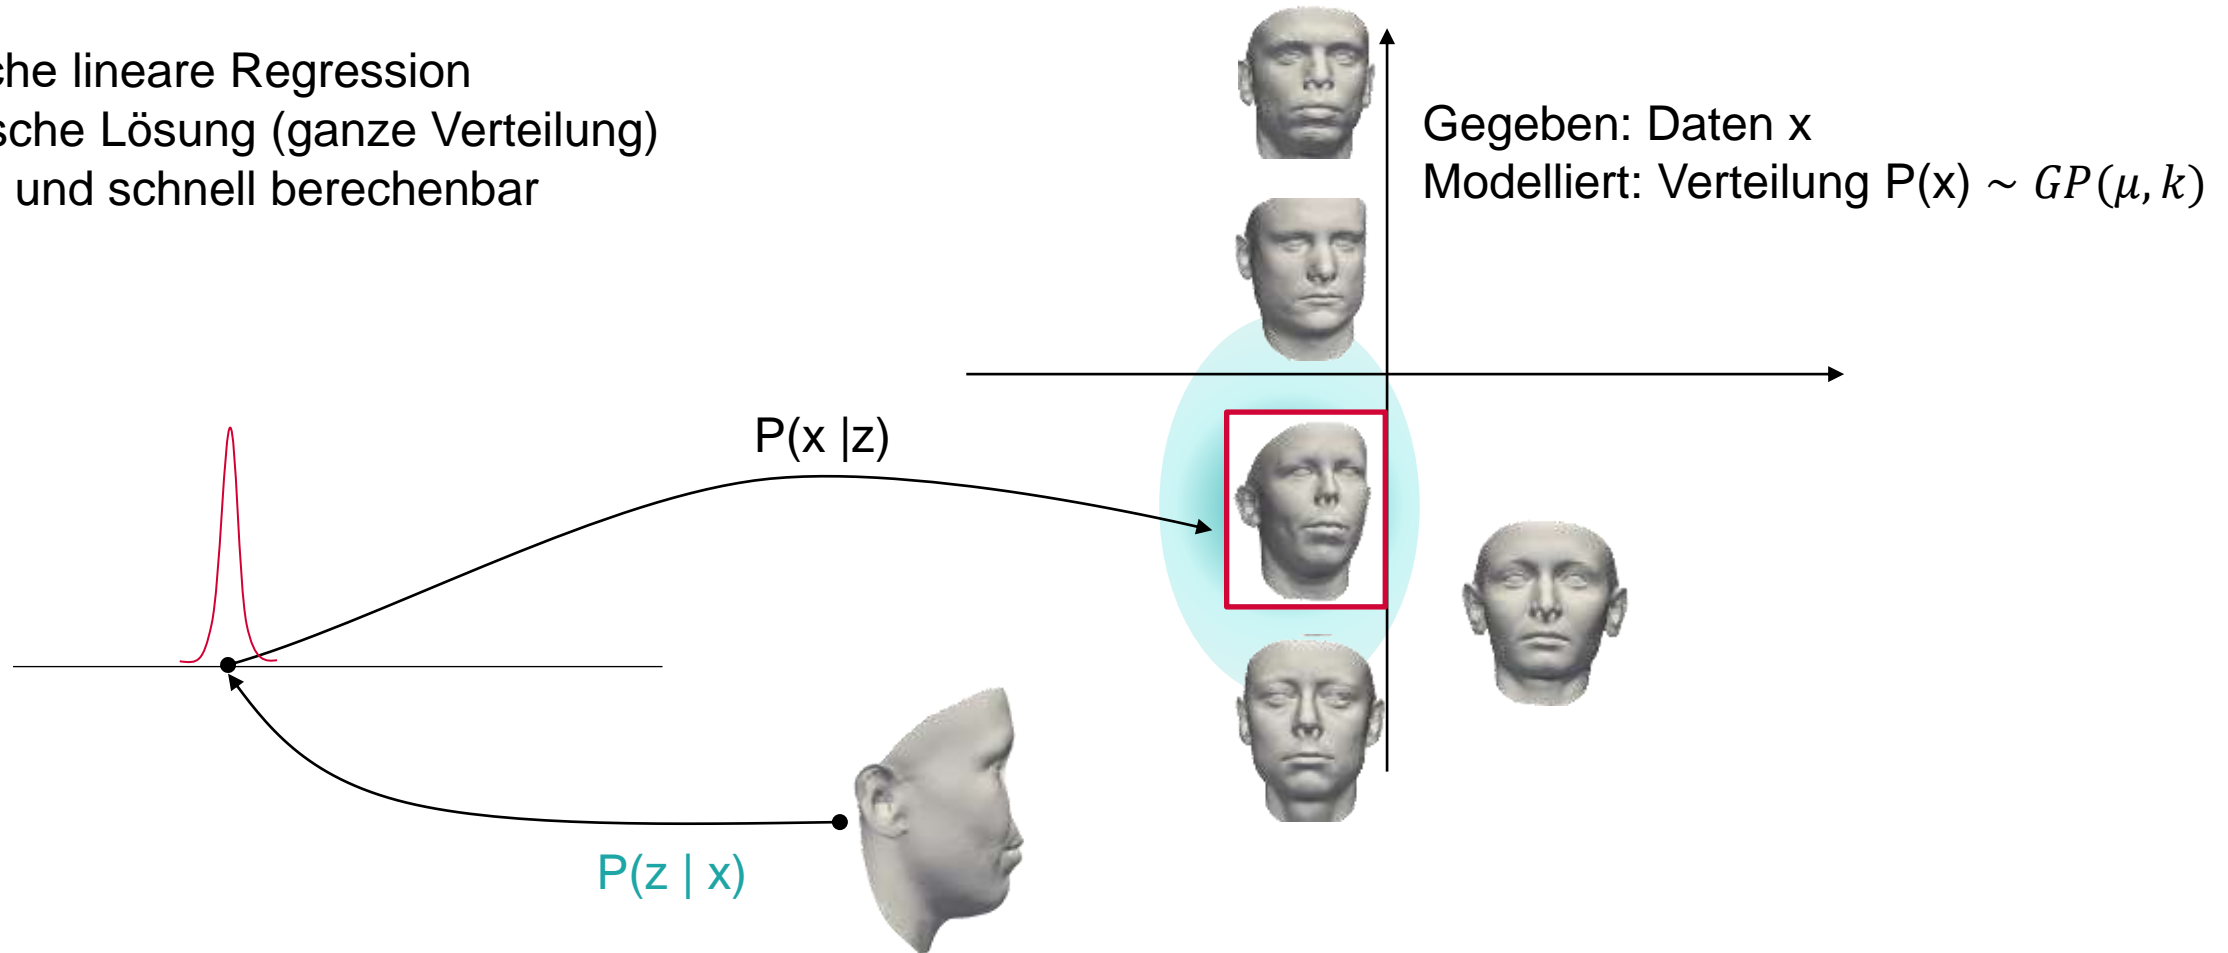 che lineare Regression
sche Lösung (ganze Verteilung)
und schnell berechenbar
Gegeben: Daten x
Modelliert: Verteilung P(x) ~ GP(μ, k)
P(x |z)
P(z | x)